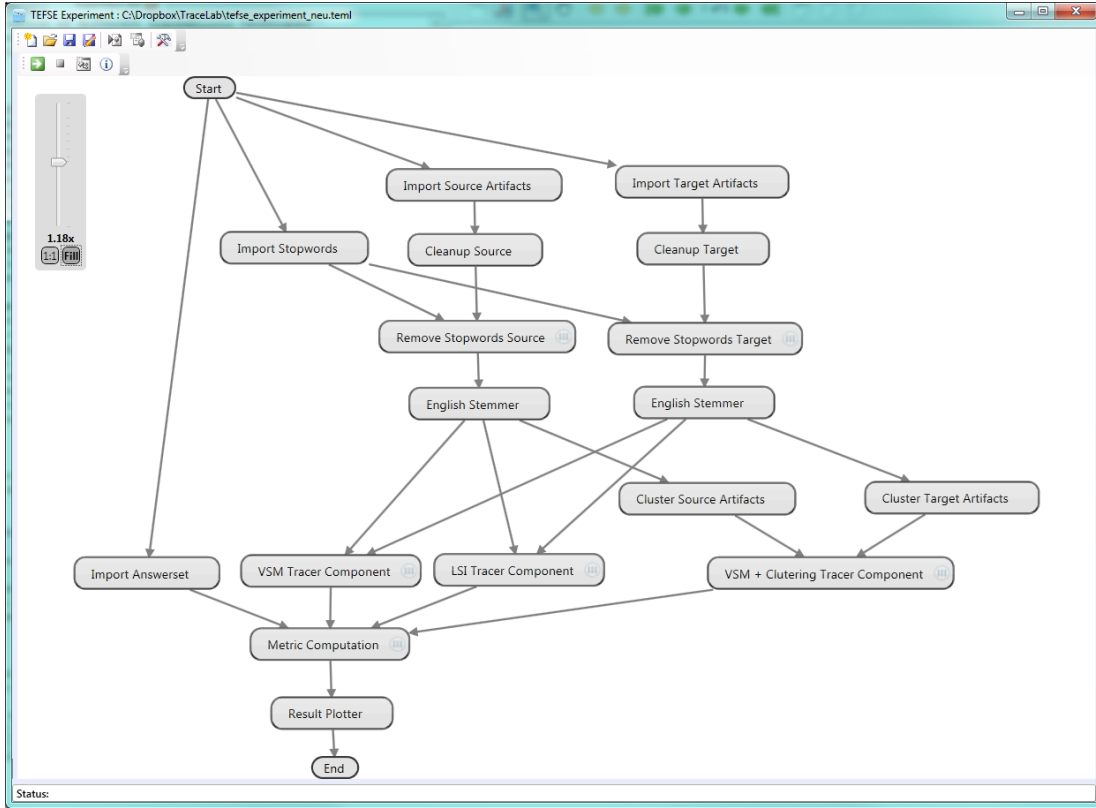 TEFSE Experiment : C:\Dropbox\TraceLab\tefse_experiment_neu.teml
Start
Import Source Artifacts
Import Target Artifacts
1.18x
1:1 Fill
Import Stopwords
Cleanup Source
Cleanup Target
Remove Stopwords Source
Remove Stopwords Target
English Stemmer
English Stemmer
Cluster Source Artifacts
Cluster Target Artifacts
Import Answerset
VSM Tracer Component
LSI Tracer Component
VSM + Clutering Tracer Component
Metric Computation
Result Plotter
End
Status: